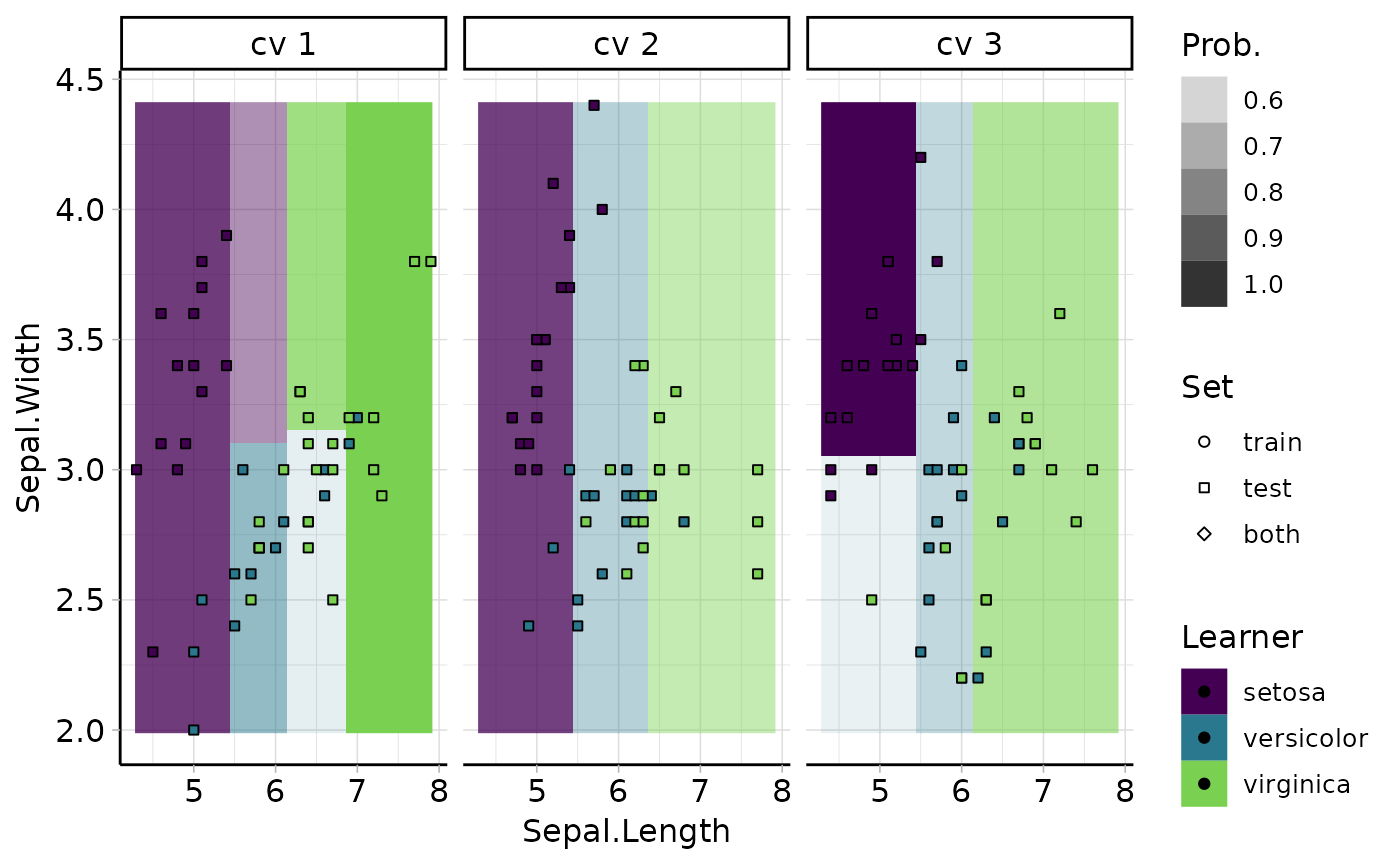 cv 1
cv 2
cv 3
4.5
4.0
3.5
3.0
2.5
2.0
Sepal.Width
5 6 7 8
5 6 7 8
5 6 7 8
Sepal.Length
Prob.
0.6
0.7
0.8
0.9
1.0
Set
train
test
both
Learner
setosa
versicolor
virginica